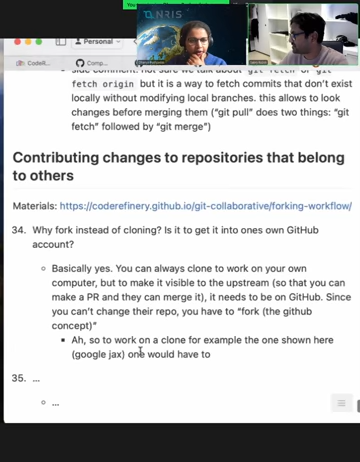 NRIS
Personal
CodeR...
Comp...
side comment: not sure we talk about git fetch or git
fetch origin but it is a way to fetch commits that don't exist
locally without modifying local branches. this allows to look
changes before merging them ("git pull" does two things: "git
fetch" followed by "git merge")
Contributing changes to repositories that belong
to others
Materials: https://coderefinery.github.io/git-collaborative/forking-workflow/
34. Why fork instead of cloning? Is it to get it into ones own GitHub
account?
Basically yes. You can always clone to work on your own
computer, but to make it visible to the upstream (so that you can
make a PR and they can merge it), it needs to be on GitHub. Since
you can't change their repo, you have to "fork (the github
concept)"
Ah, so to work on a clone for example the one shown here
(google jax) one would have to
35. ...
...